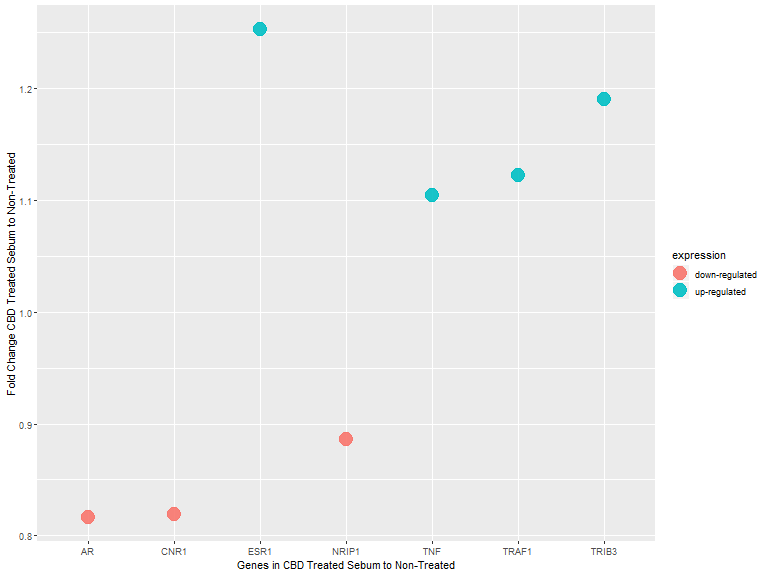 Fold Change CBD Treated Sebum to Non-Treated
1.2
1.1
1.0
0.9
0.8
AR CNR1 ESR1 NRIP1 TNF TRAF1 TRIB3
Genes in CBD Treated Sebum to Non-Treated
expression
down-regulated
up-regulated